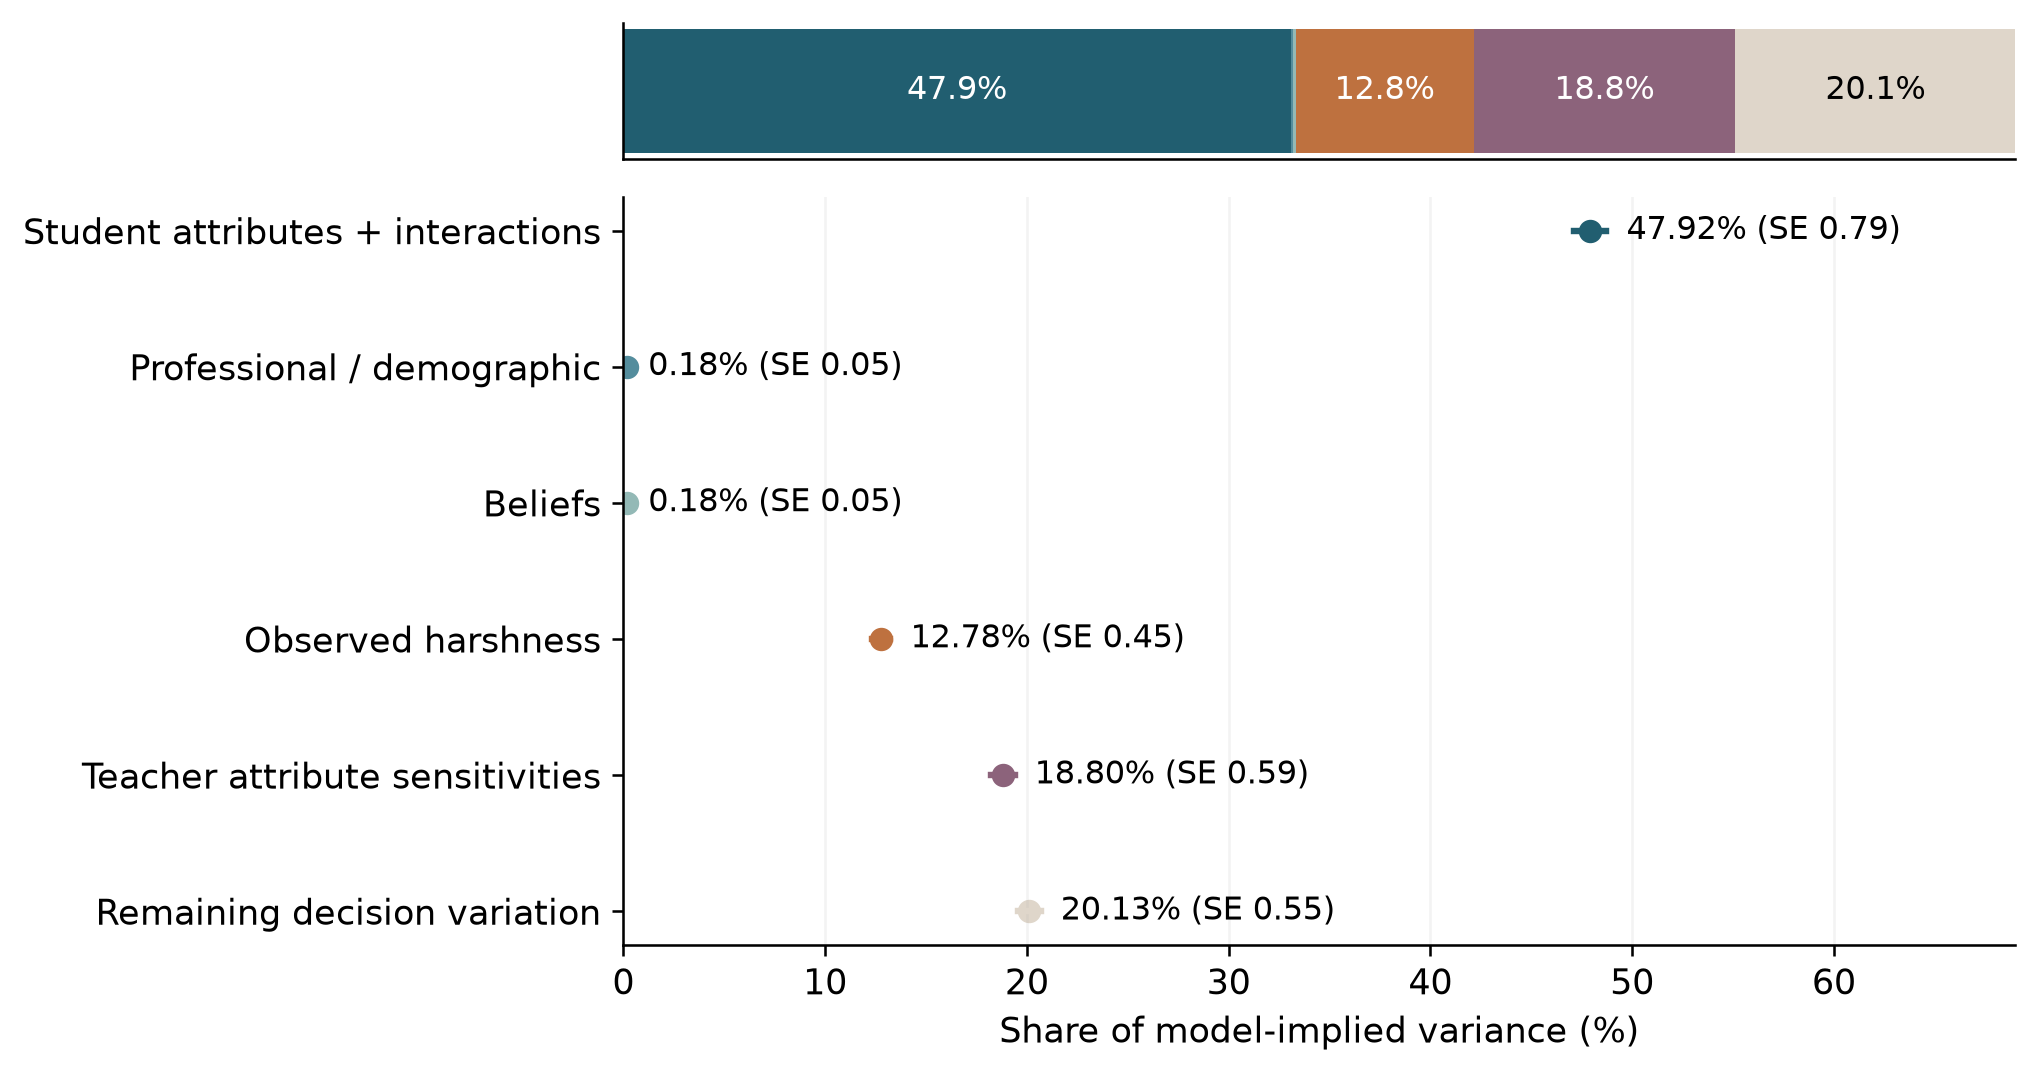 47.9% 12.8% 18.8% 20.1%
Student attributes + interactions 47.92% (SE 0.79)
Professional / demographic 0.18% (SE 0.05)
Beliefs 0.18% (SE 0.05)
Observed harshness 12.78% (SE 0.45)
Teacher attribute sensitivities 18.80% (SE 0.59)
Remaining decision variation 20.13% (SE 0.55)
0 10 20 30 40 50 60
Share of model-implied variance (%)